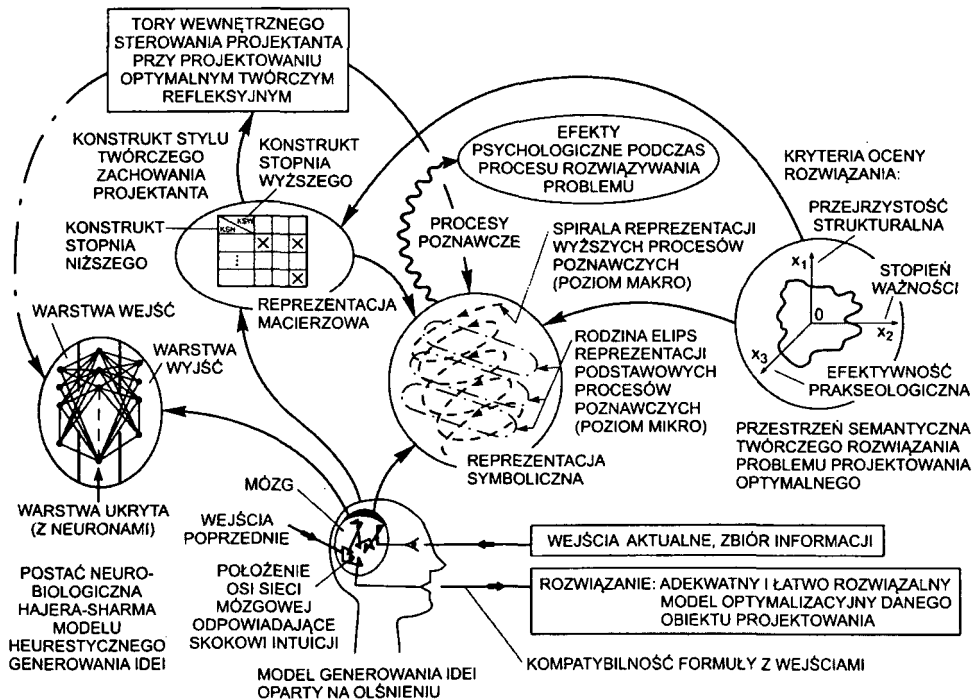 TORY WEWNĘTRZNEGO
STEROWANIA PROJEKTANTA
PRZY PROJEKTOWANIU
OPTYMALNYM TWÓRCZYM
REFLEKSYJNYM
KONSTRUKT STYLU
TWÓRCZEGO
ZACHOWANIA
PROJEKTANTA
KONSTRUKT
STOPNIA
WYŻSZEGO
KONSTRUKT
STOPNIA
NIŻSZEGO
KSW
KSN
REPREZENTACJA
MACIERZOWA
EFEKTY
PSYCHOLOGICZNE PODCZAS
PROCESU ROZWIĄZYWANIA
PROBLEMU
PROCESY
POZNAWCZE
SPIRALA REPREZENTACJI
WYŻSZYCH PROCESÓW
POZNAWCZYCH
(POZIOM MAKRO)
RODZINA ELIPS
REPREZENTACJI
PODSTAWOWYCH
PROCESÓW
POZNAWCZYCH
(POZIOM MIKRO)
REPREZENTACJA
SYMBOLICZNA
KRYTERIA OCENY
ROZWIĄZANIA:
PRZEJRZYSTOŚĆ
STRUKTURALNA
X1
STOPIEŃ
WAŻNOŚCI
0
X2
X3
EFEKTYWNOŚĆ
PRAKSEOLOGICZNA
PRZESTRZEŃ SEMANTYCZNA
TWÓRCZEGO ROZWIĄZANIA
PROBLEMU PROJEKTOWANIA
OPTYMALNEGO
WARSTWA WEJŚĆ
WARSTWA
WYJŚĆ
WARSTWA UKRYTA
(Z NEURONAMI)
POSTAĆ NEURO-
BIOLOGICZNA
HAJERA-SHARMA
MODELU
HEURESTYCZNEGO
GENEROWANIA IDEI
MÓZG
WEJŚCIA
POPRZEDNIE
POŁOŻENIE
OSI SIECI
MÓZGOWEJ
ODPOWIADAJĄCE
SKOKOWI INTUICJI
MODEL GENEROWANIA IDEI
OPARTY NA OLŚNIENIU
WEJŚCIA AKTUALNE, ZBIÓR INFORMACJI
ROZWIĄZANIE: ADEKWATNY I ŁATWO ROZWIĄZALNY
MODEL OPTYMALIZACYJNY DANEGO
OBIEKTU PROJEKTOWANIA
KOMPATYBILNOŚĆ FORMUŁY Z WEJŚCIAMI